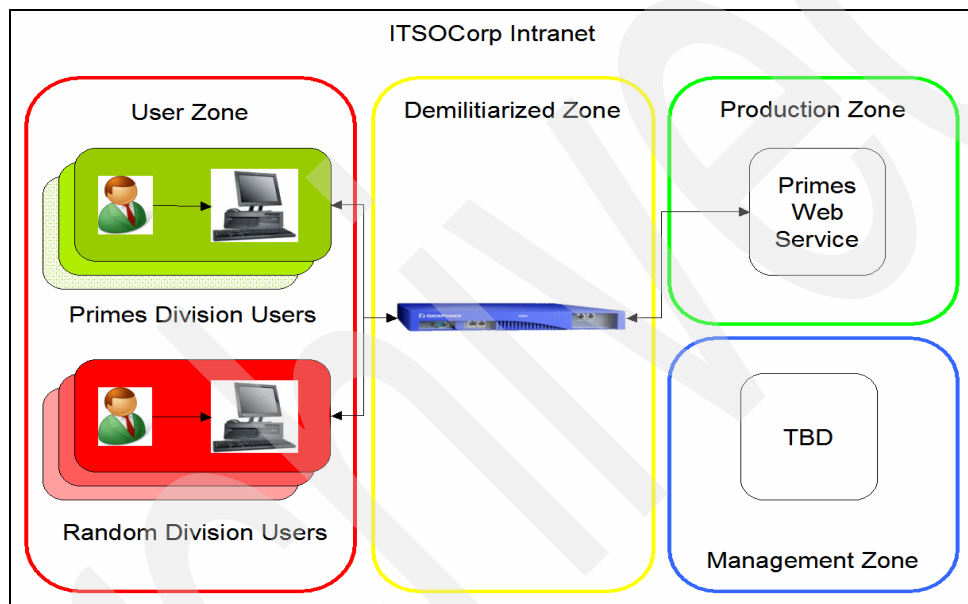 ITSOCorp Intranet
User Zone
Primes Division Users
Random Division Users
Demilitiarized Zone
DATAPOWER
Production Zone
Primes
Web
Service
TBD
Management Zone